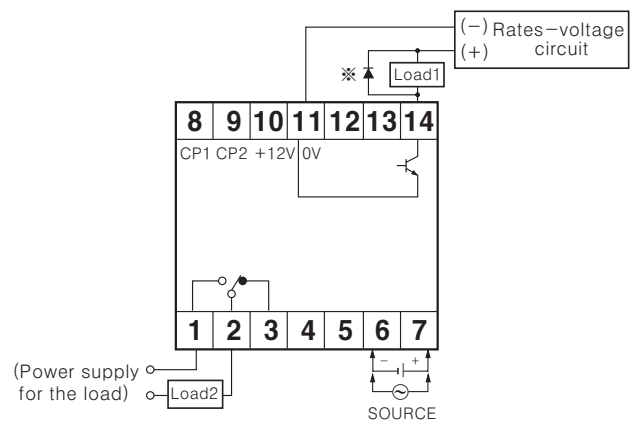 (−) Rates−voltage
(+) circuit
※
Load1
8 9 10 11 12 13 14
CP1 CP2 +12V 0V
1 2 3 4 5 6 7
(Power supply
for the load)
Load2
− +
SOURCE